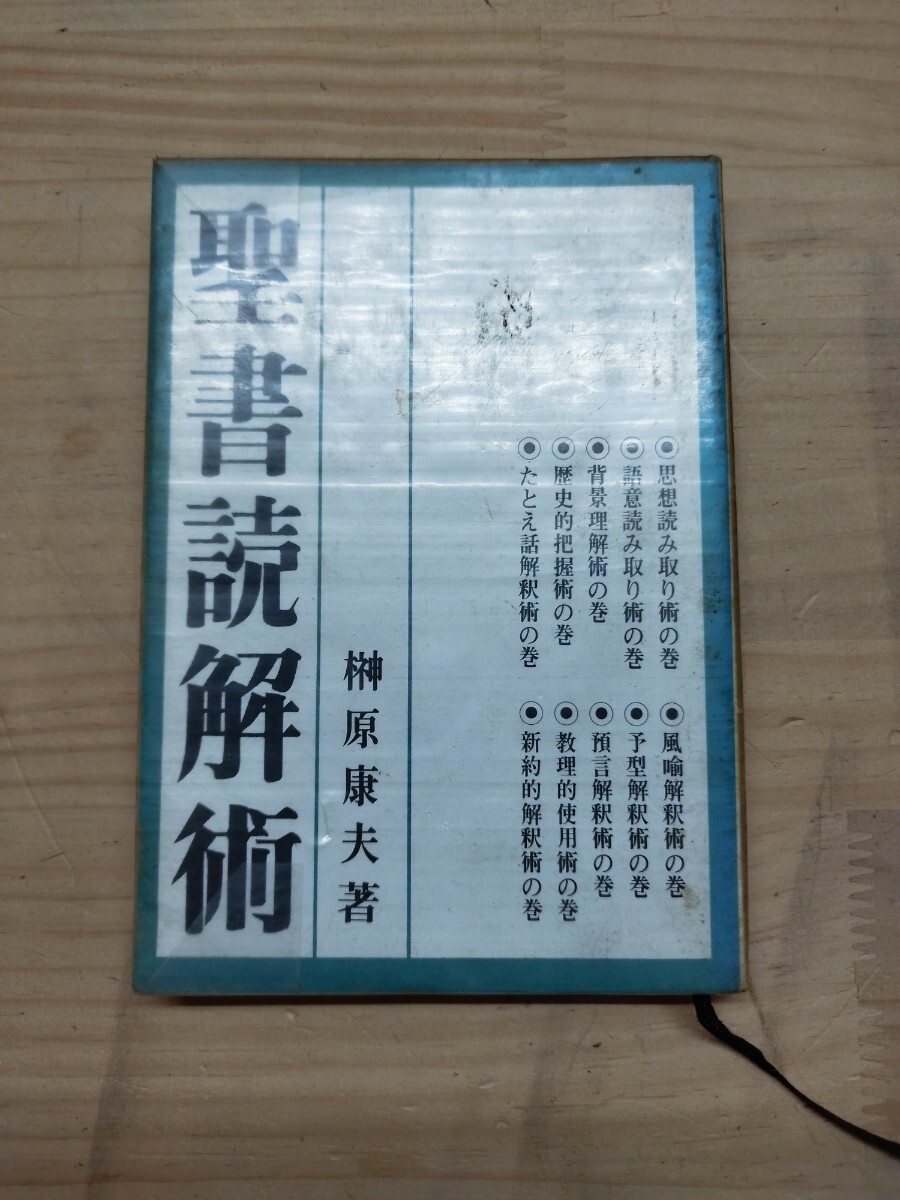 思想読み取り術の巻
語意読み取り術の巻
背景理解術の巻
歴史的把握術の巻
たとえ話解釈術の巻
風喩解釈術の巻
予型解釈術の巻
預言解釈術の巻
教理的使用術の巻
新約的解釈術の巻
榊原康夫著
聖書読解術